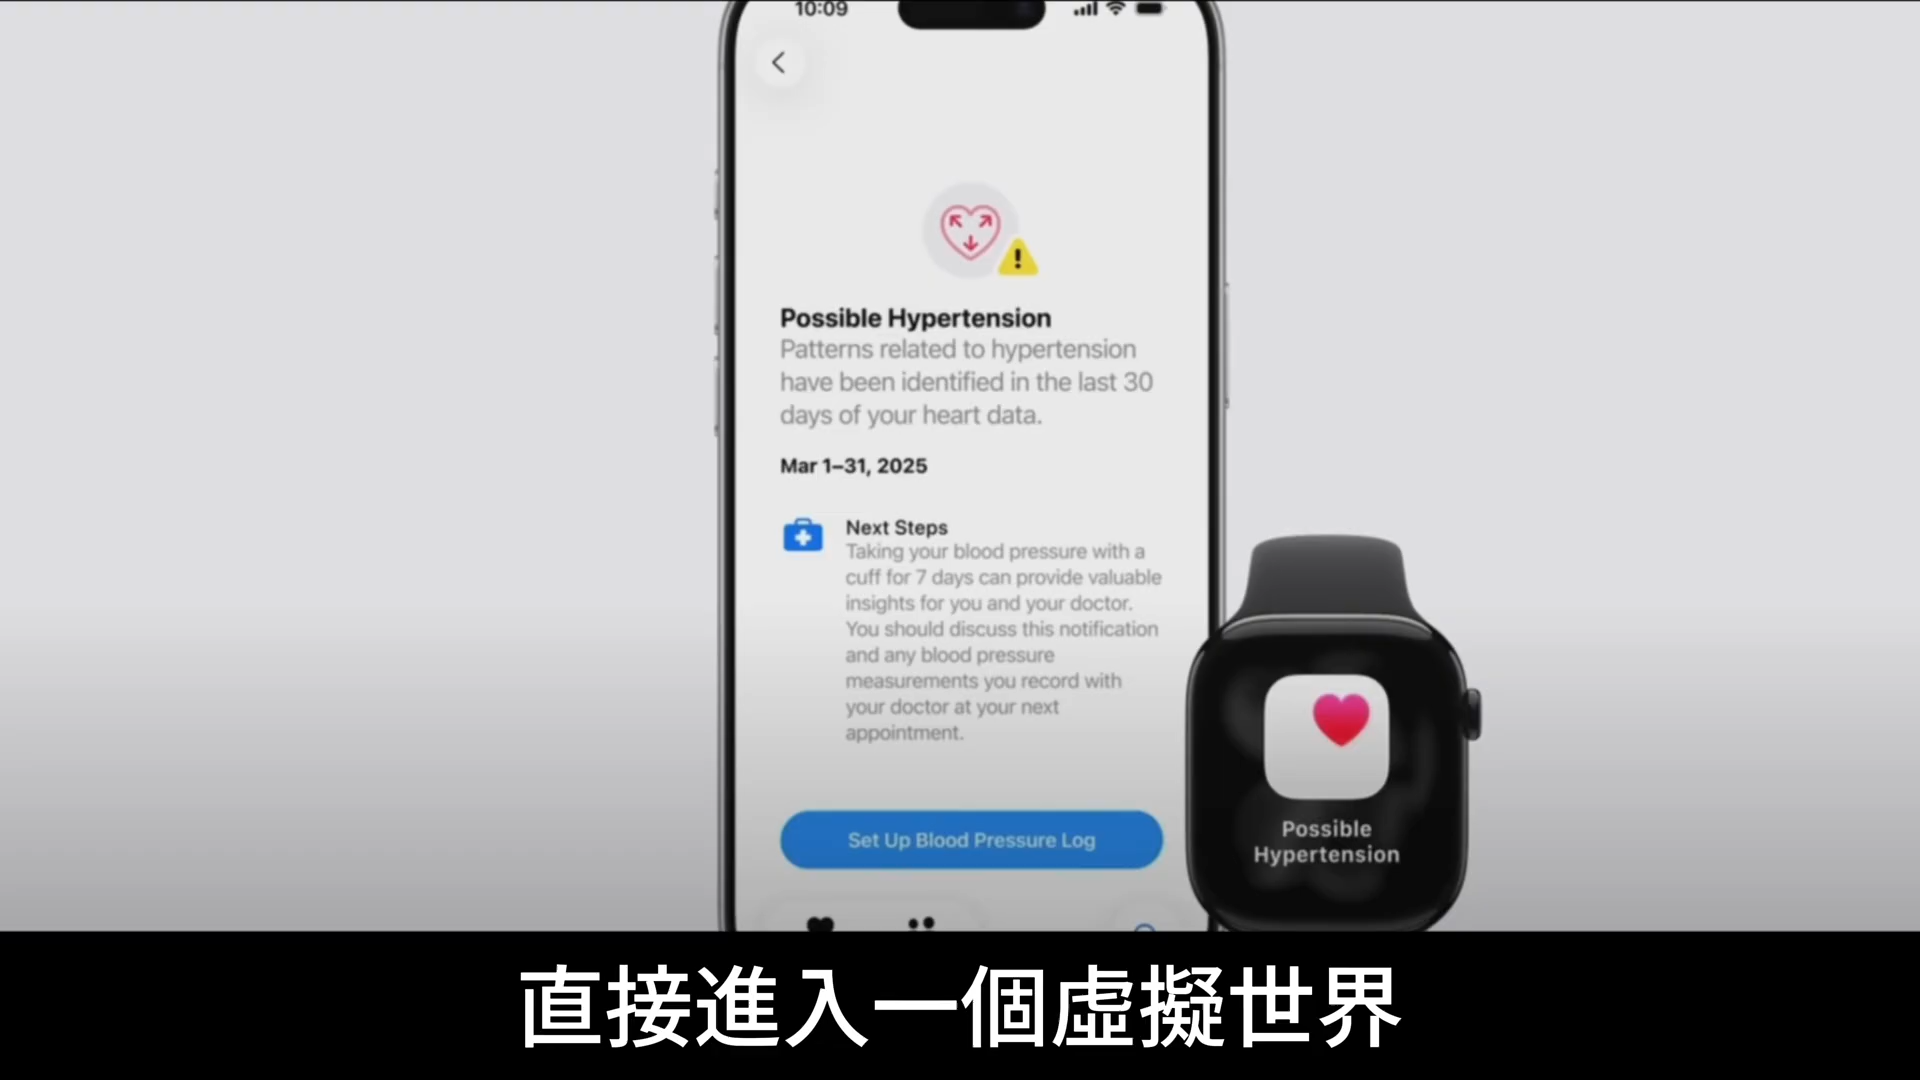 10:09
Possible Hypertension
Patterns related to hypertension
have been identified in the last 30
days of your heart data.
Mar 1–31, 2025
Next Steps
Taking your blood pressure with a
cuff for 7 days can provide valuable
insights for you and your doctor.
You should discuss this notification
and any blood pressure
measurements you record with
your doctor at your next
appointment.
Set Up Blood Pressure Log
Possible
Hypertension
直接進入一個虛擬世界